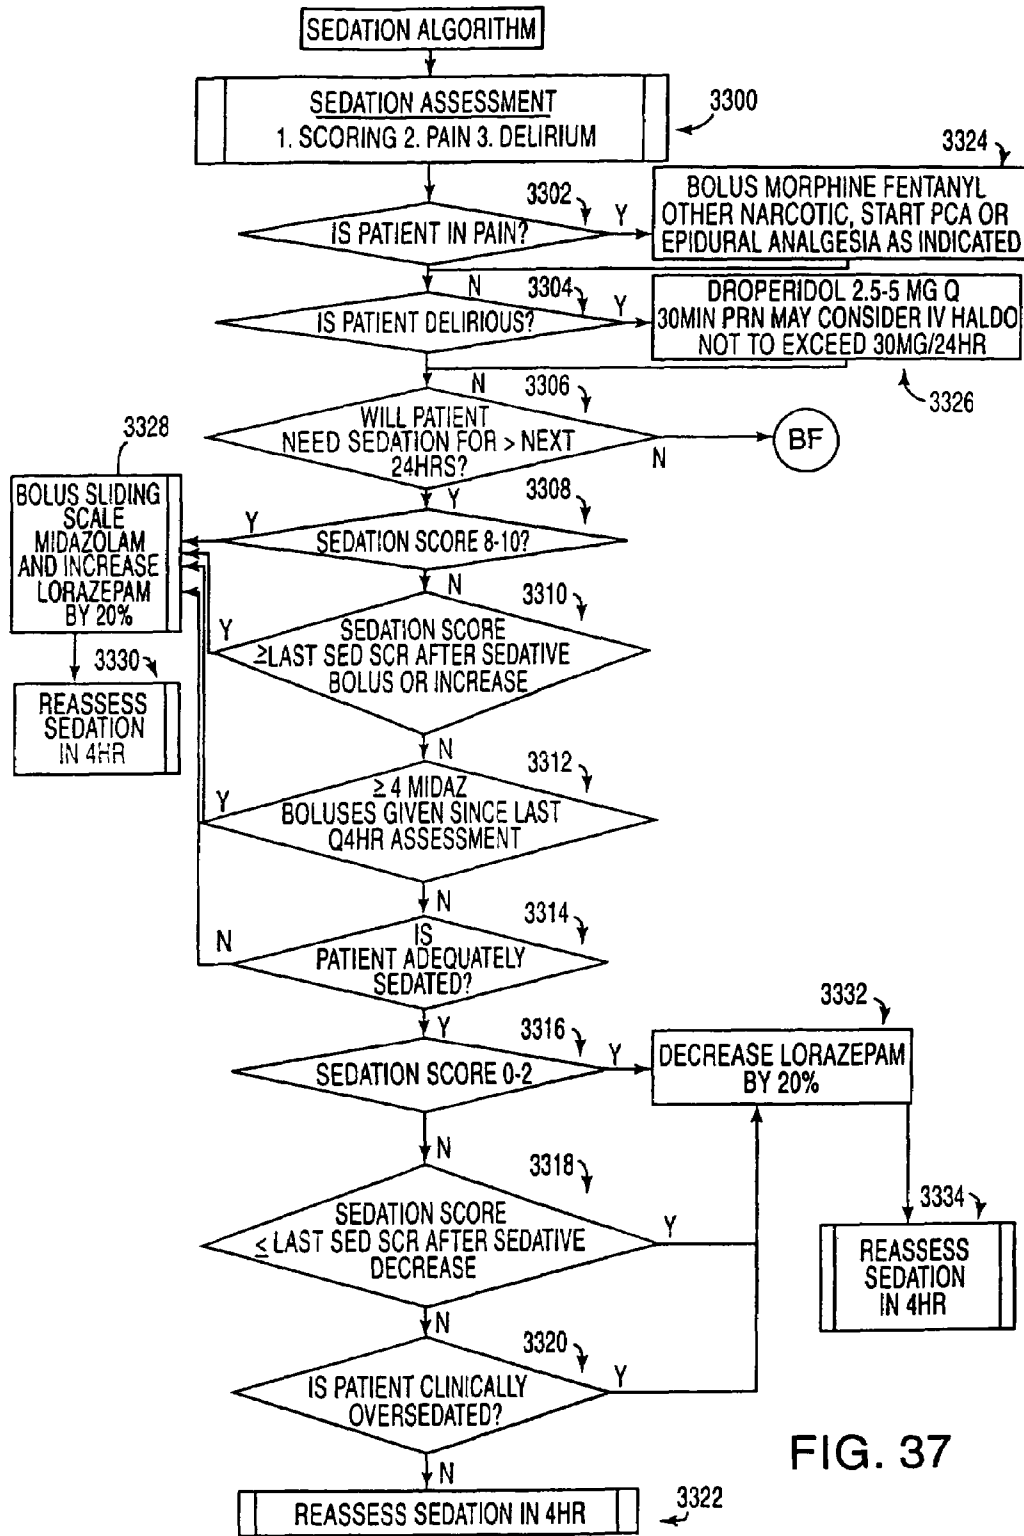 SEDATION ALGORITHM
SEDATION ASSESSMENT
1. SCORING 2. PAIN 3. DELIRIUM
3300
3302
IS PATIENT IN PAIN?
Y
N
3324
BOLUS MORPHINE FENTANYL
OTHER NARCOTIC, START PCA OR
EPIDURAL ANALGESIA AS INDICATED
3304
IS PATIENT DELIRIOUS?
Y
N
DROPERIDOL 2.5-5 MG Q
30MIN PRN MAY CONSIDER IV HALDO
NOT TO EXCEED 30MG/24HR
3326
3306
WILL PATIENT
NEED SEDATION FOR > NEXT
24HRS?
N
BF
Y
3328
BOLUS SLIDING
SCALE
MIDAZOLAM
AND INCREASE
LORAZEPAM
BY 20%
3330
REASSESS
SEDATION
IN 4HR
3308
Y
SEDATION SCORE 8-10?
N
3310
Y
SEDATION SCORE
≥LAST SED SCR AFTER SEDATIVE
BOLUS OR INCREASE
N
3312
Y
≥ 4 MIDAZ
BOLUSES GIVEN SINCE LAST
Q4HR ASSESSMENT
N
3314
N
IS
PATIENT ADEQUATELY
SEDATED?
Y
3316
SEDATION SCORE 0-2
Y
N
3332
DECREASE LORAZEPAM
BY 20%
3334
REASSESS
SEDATION
IN 4HR
3318
SEDATION SCORE
≤ LAST SED SCR AFTER SEDATIVE
DECREASE
Y
N
3320
IS PATIENT CLINICALLY
OVERSEDATED?
Y
N
REASSESS SEDATION IN 4HR
3322
FIG. 37